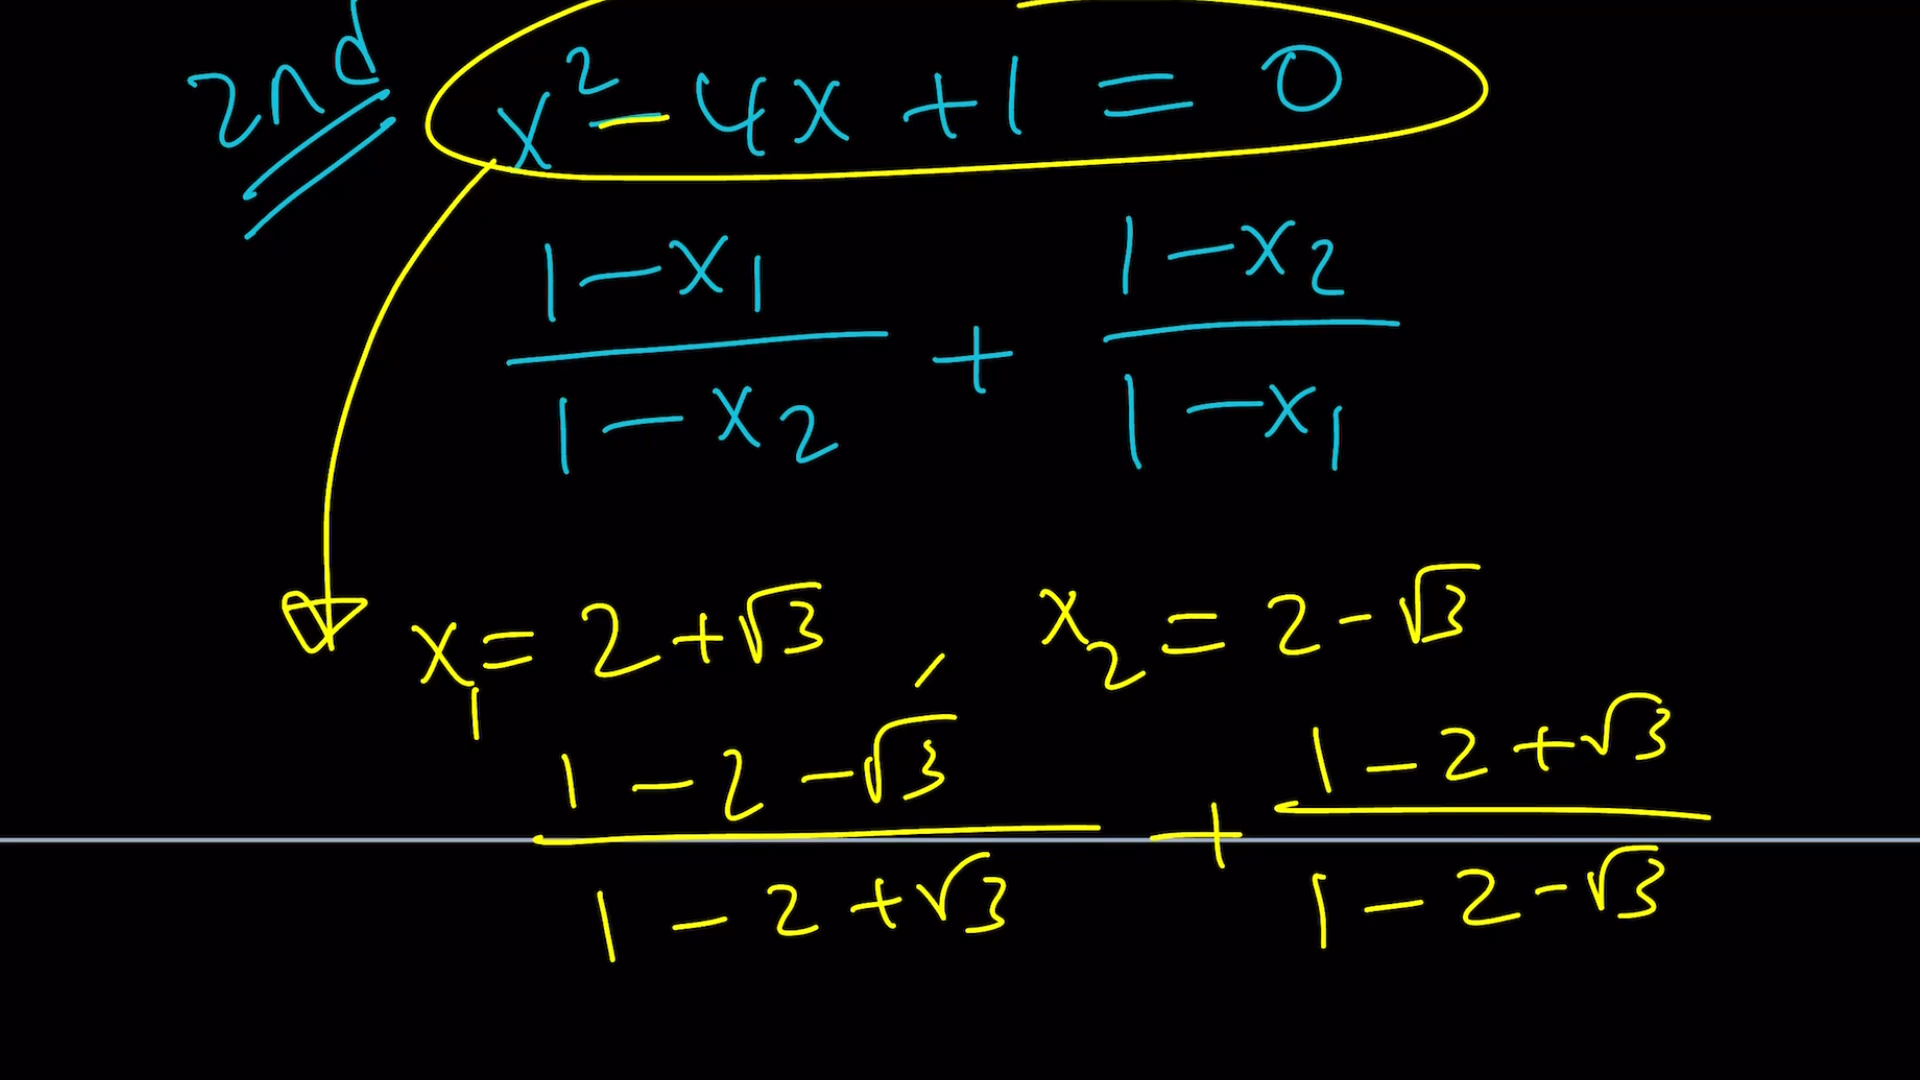 2nd x² - 4x + 1 = 0
(1 - x₁)/(1 - x₂) + (1 - x₂)/(1 - x₁)
x₁ = 2 + √3 , x₂ = 2 - √3
(1 - 2 - √3)/(1 - 2 + √3) + (1 - 2 + √3)/(1 - 2 - √3)